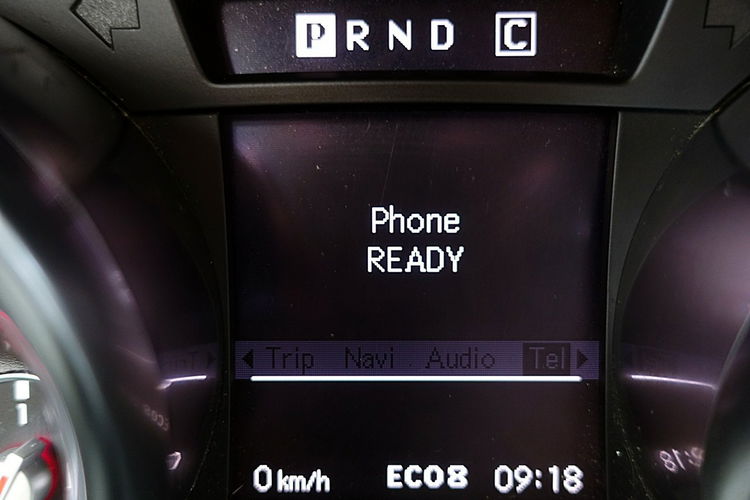 P R N D C
Phone
READY
Trip Navi Audio Tel
0 km/h ECO8 09:18